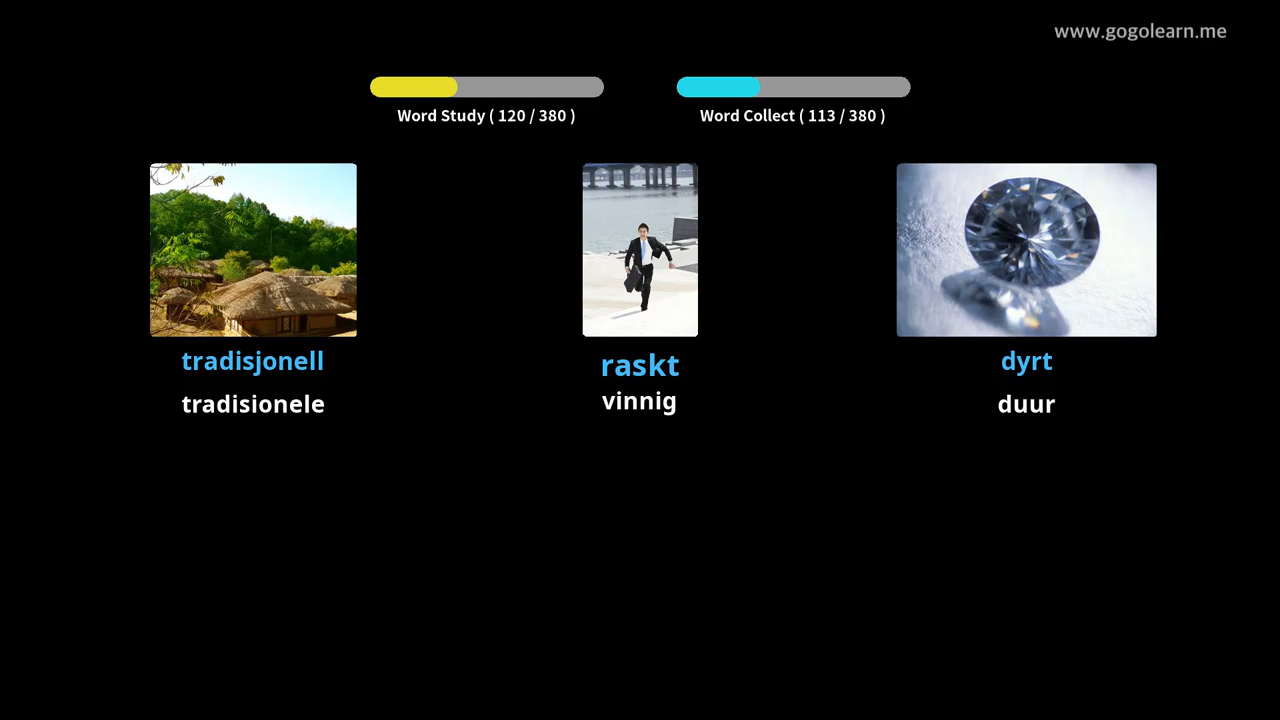 www.gogolearn.me
Word Study ( 120 / 380 )
Word Collect ( 113 / 380 )
tradisjonell
raskt
dyrt
tradisionele
vinnig
duur